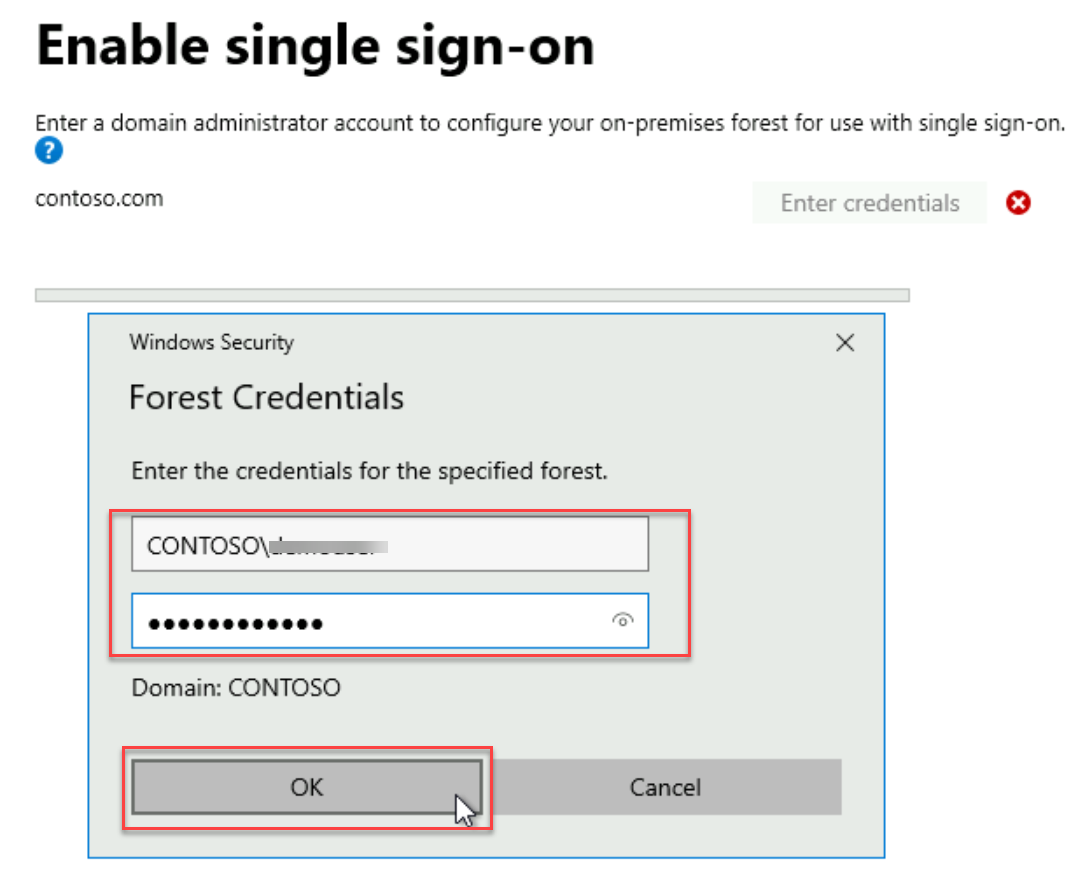 Enable single sign-on
Enter a domain administrator account to configure your on-premises forest for use with single sign-on.
?
contoso.com
Enter credentials
Windows Security
Forest Credentials
Enter the credentials for the specified forest.
CONTOSO\
●●●●●●●●●●●●
Domain: CONTOSO
OK
Cancel